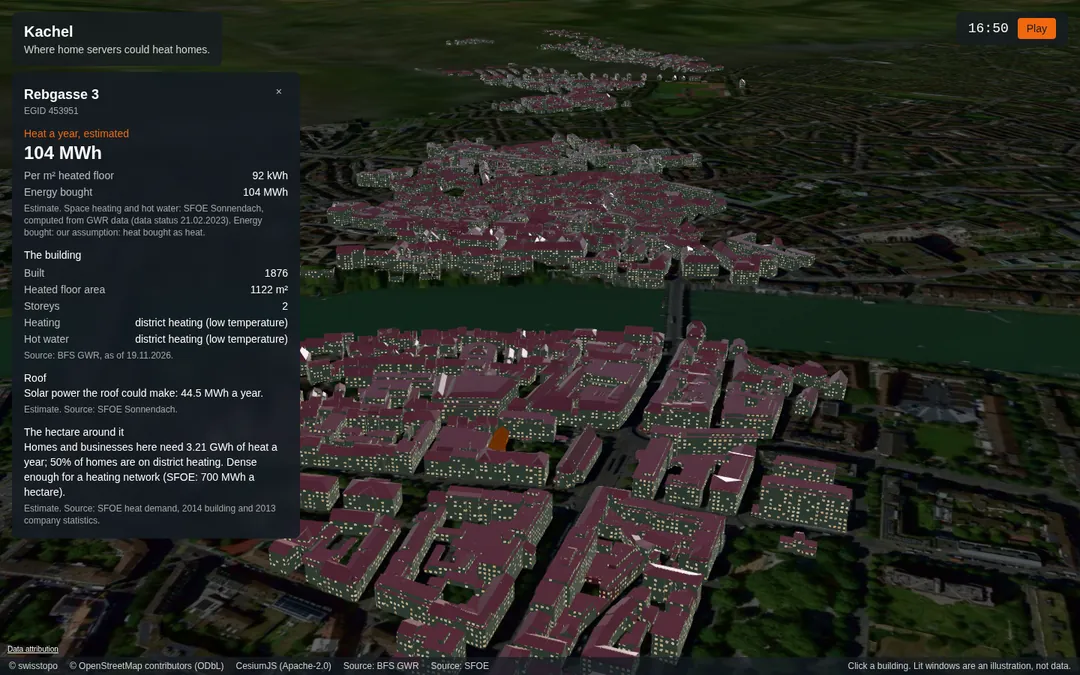 Kachel
Where home servers could heat homes.
16:50 Play
Rebgasse 3 ×
EGID 453951
Heat a year, estimated
104 MWh
Per m² heated floor 92 kWh
Energy bought 104 MWh
Estimate. Space heating and hot water: SFOE Sonnendach,
computed from GWR data (data status 21.02.2023). Energy
bought: our assumption: heat bought as heat.
The building
Built 1876
Heated floor area 1122 m²
Storeys 2
Heating district heating (low temperature)
Hot water district heating (low temperature)
Source: BFS GWR, as of 19.11.2026.
Roof
Solar power the roof could make: 44.5 MWh a year.
Estimate. Source: SFOE Sonnendach.
The hectare around it
Homes and businesses here need 3.21 GWh of heat a
year; 50% of homes are on district heating. Dense
enough for a heating network (SFOE: 700 MWh a
hectare).
Estimate. Source: SFOE heat demand, 2014 building and 2013
company statistics.
Data attribution
© swisstopo © OpenStreetMap contributors (ODbL) CesiumJS (Apache-2.0) Source: BFS GWR Source: SFOE
Click a building. Lit windows are an illustration, not data.